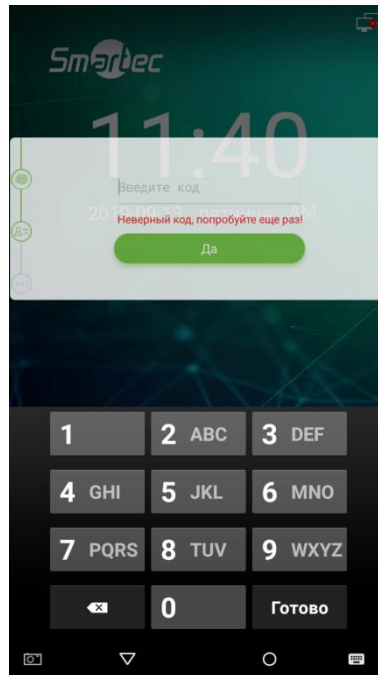 Smartec
11:40
Введите код
Неверный код, попробуйте еще раз!
Да
1
2 ABC
3 DEF
4 GHI
5 JKL
6 MNO
7 PQRS
8 TUV
9 WXYZ
0
Готово